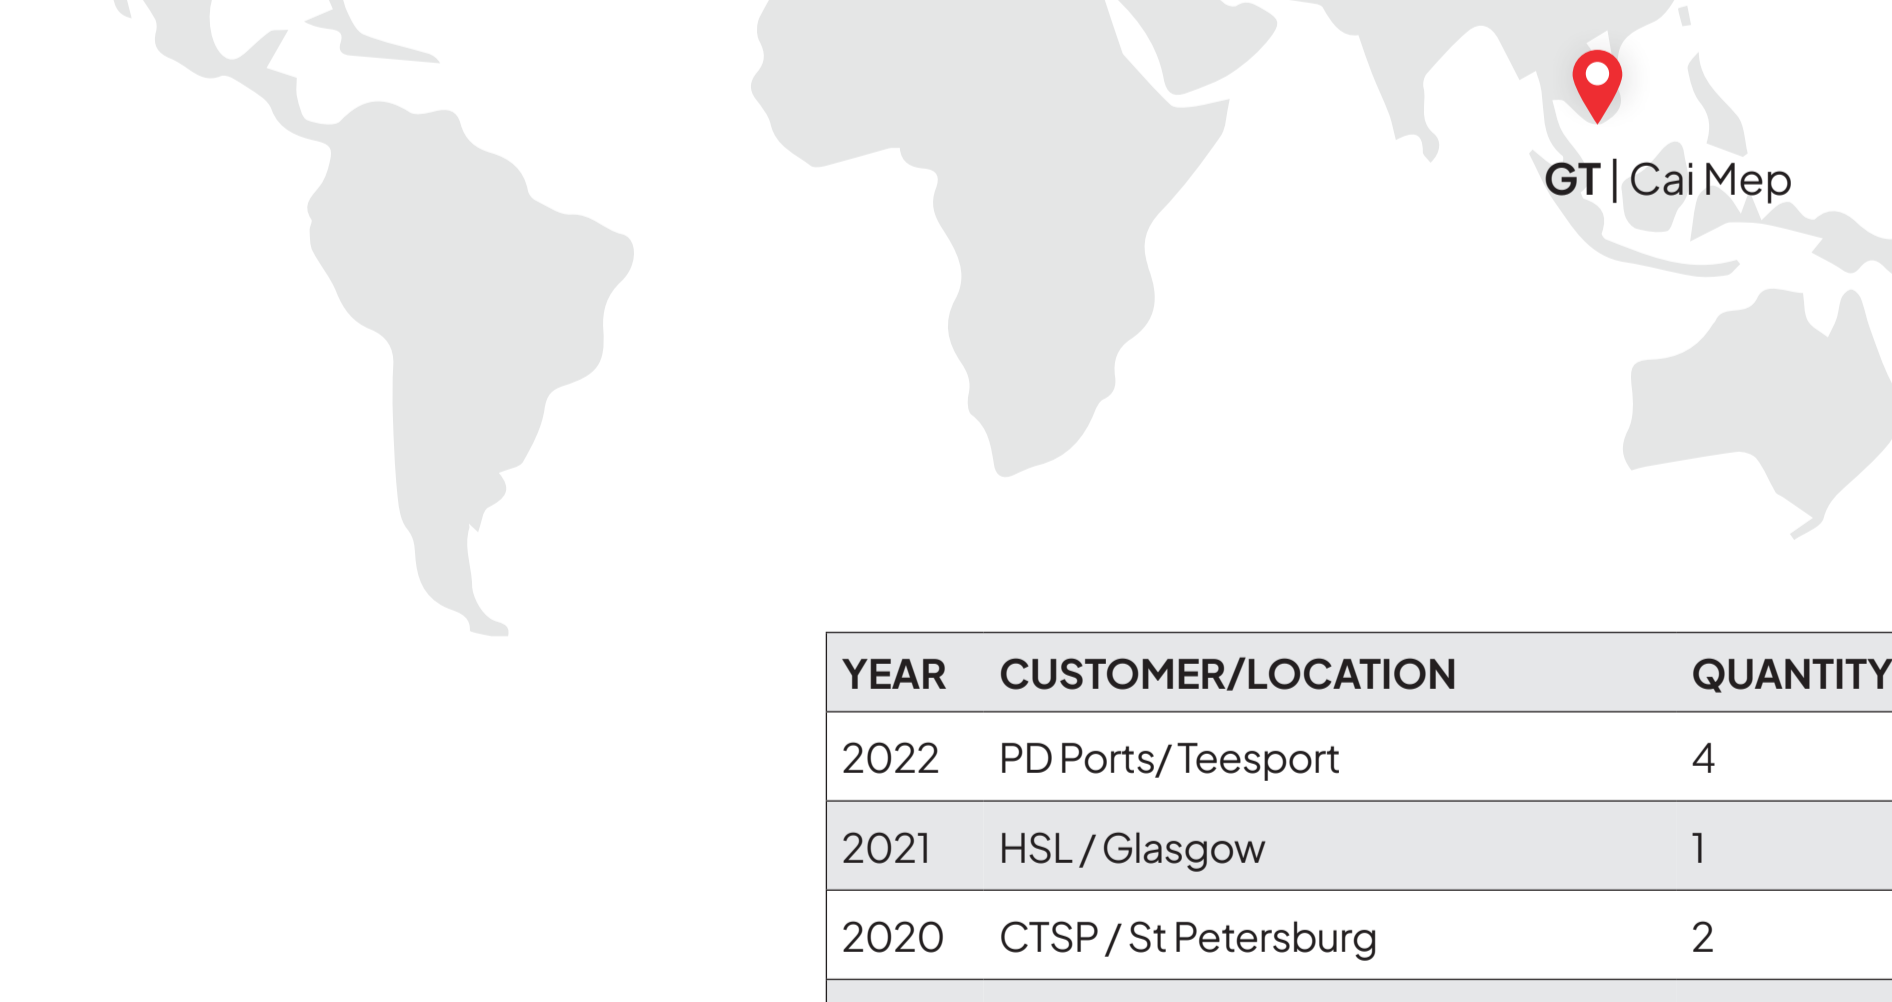 GT | Cai Mep
YEAR CUSTOMER/LOCATION QUANTITY
2022 PD Ports/ Teesport 4
2021 HSL / Glasgow 1
2020 CTSP / St Petersburg 2